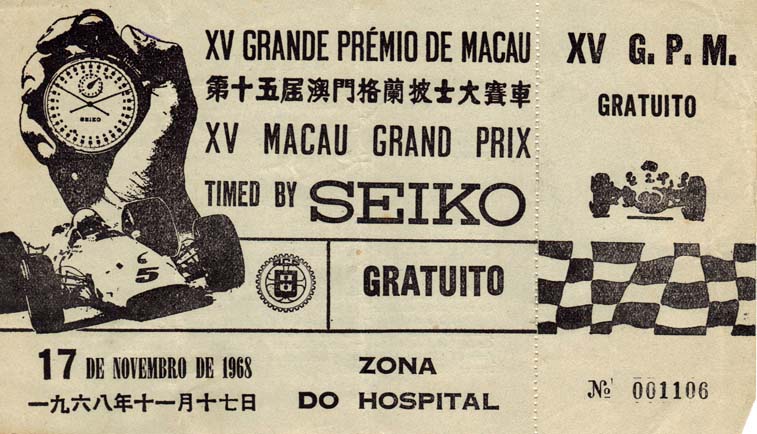 XV GRANDE PRÉMIO DE MACAU
第十五届澳門格蘭披士大賽車
XV MACAU GRAND PRIX
TIMED BY SEIKO
SEIKO
5
GRATUITO
17 DE NOVEMBRO DE 1968
一九六八年十一月十七日
ZONA
DO HOSPITAL
XV G. P. M.
GRATUITO
Nº 001106